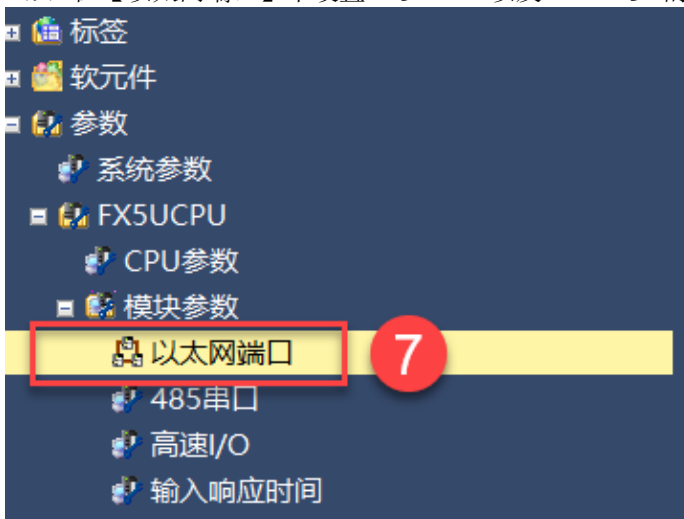 标签
软元件
参数
系统参数
FX5UCPU
CPU参数
模块参数
以太网端口 7
485串口
高速I/O
输入响应时间